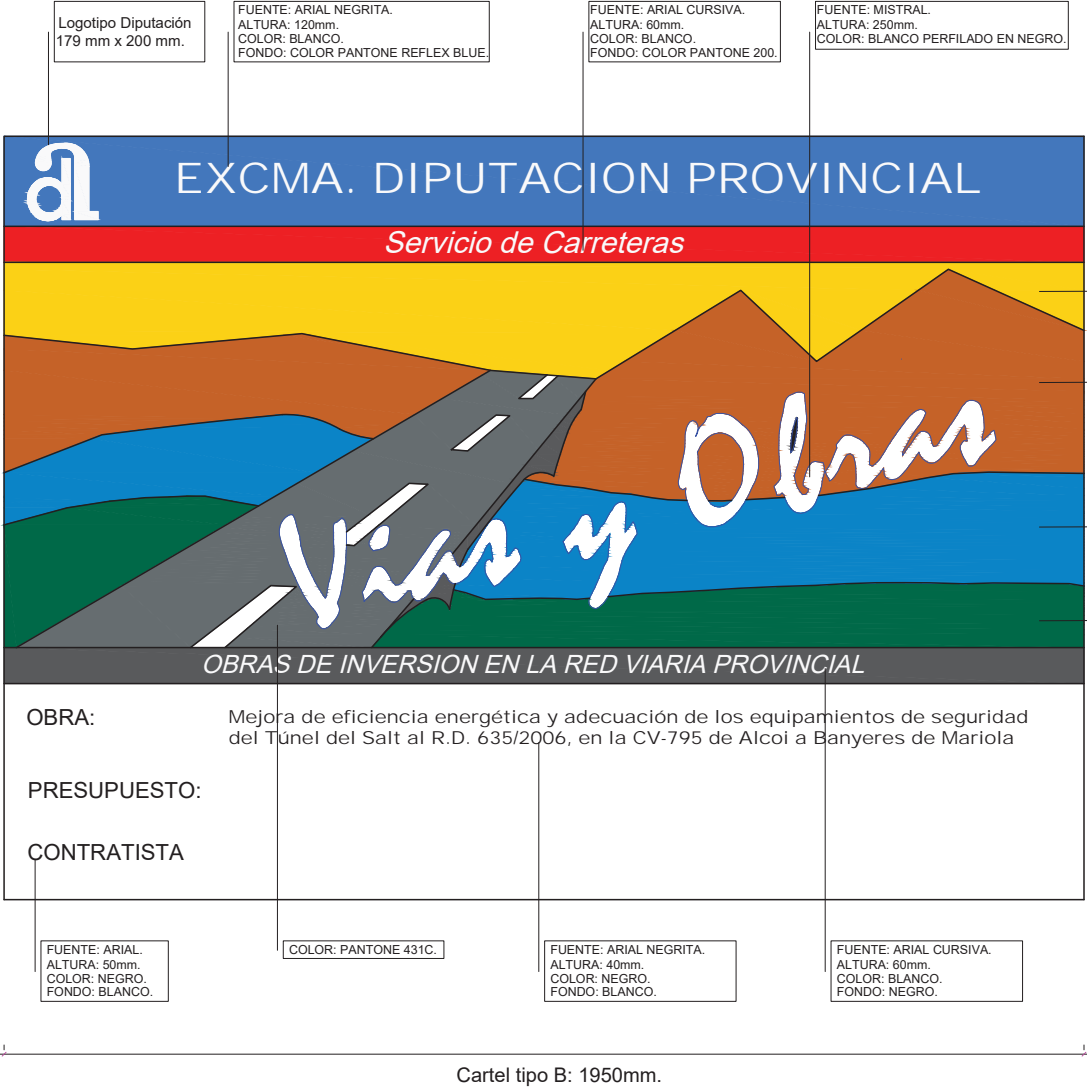 Logotipo Diputación
179 mm x 200 mm.
FUENTE: ARIAL NEGRITA.
ALTURA: 120mm.
COLOR: BLANCO.
FONDO: COLOR PANTONE REFLEX BLUE.
FUENTE: ARIAL CURSIVA.
ALTURA: 60mm.
COLOR: BLANCO.
FONDO: COLOR PANTONE 200.
FUENTE: MISTRAL.
ALTURA: 250mm.
COLOR: BLANCO PERFILADO EN NEGRO.
EXCMA. DIPUTACION PROVINCIAL
Servicio de Carreteras
Vias y Obras
OBRAS DE INVERSION EN LA RED VIARIA PROVINCIAL
OBRA: Mejora de eficiencia energética y adecuación de los equipamientos de seguridad
del Túnel del Salt al R.D. 635/2006, en la CV-795 de Alcoi a Banyeres de Mariola
PRESUPUESTO:
CONTRATISTA
FUENTE: ARIAL.
ALTURA: 50mm.
COLOR: NEGRO.
FONDO: BLANCO.
COLOR: PANTONE 431C.
FUENTE: ARIAL NEGRITA.
ALTURA: 40mm.
COLOR: NEGRO.
FONDO: BLANCO.
FUENTE: ARIAL CURSIVA.
ALTURA: 60mm.
COLOR: BLANCO.
FONDO: NEGRO.
Cartel tipo B: 1950mm.